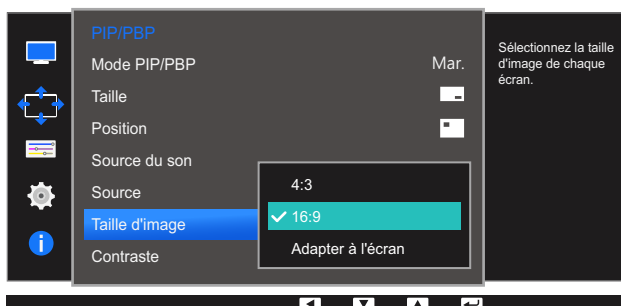 PIP/PBP
Mode PIP/PBP Mar.
Taille
Position
Source du son
Source
Taille d'image
Contraste
4:3
16:9
Adapter à l'écran
Sélectionnez la taille
d'image de chaque
écran.